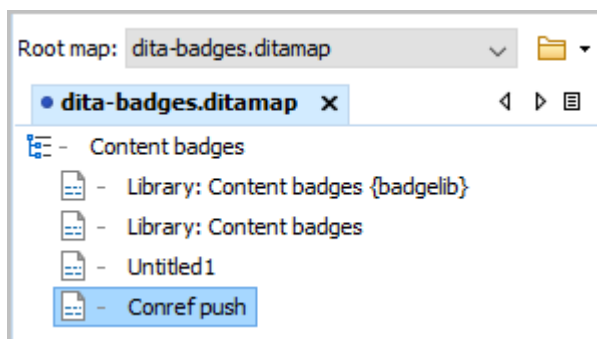 Root map: dita-badges.ditamap
dita-badges.ditamap
Content badges
Library: Content badges {badgelib}
Library: Content badges
Untitled1
Conref push